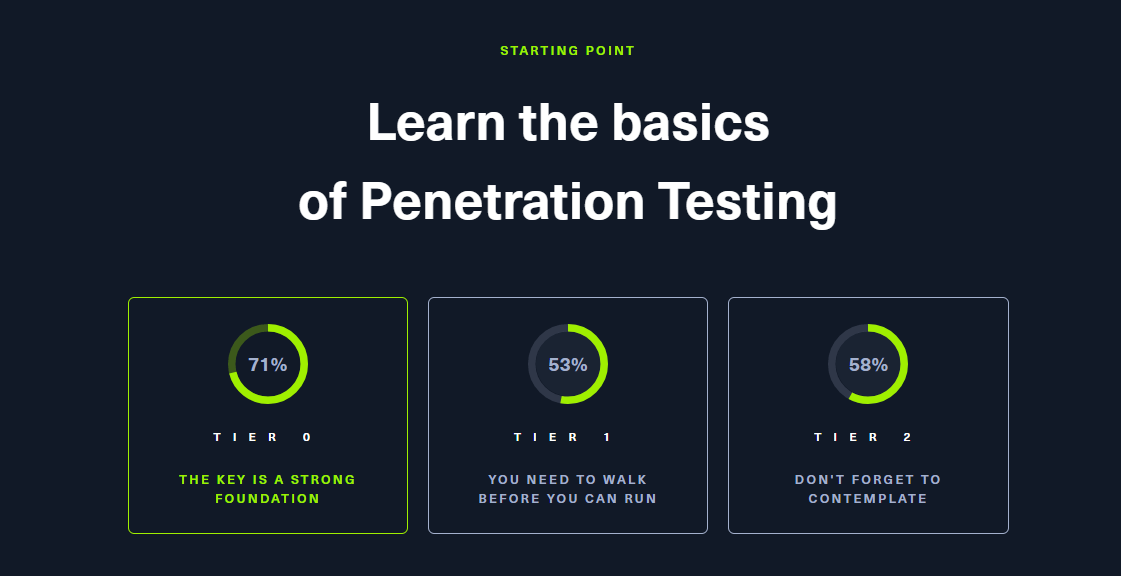 STARTING POINT
Learn the basics
of Penetration Testing
71%
TIER 0
THE KEY IS A STRONG
FOUNDATION
53%
TIER 1
YOU NEED TO WALK
BEFORE YOU CAN RUN
58%
TIER 2
DON'T FORGET TO
CONTEMPLATE